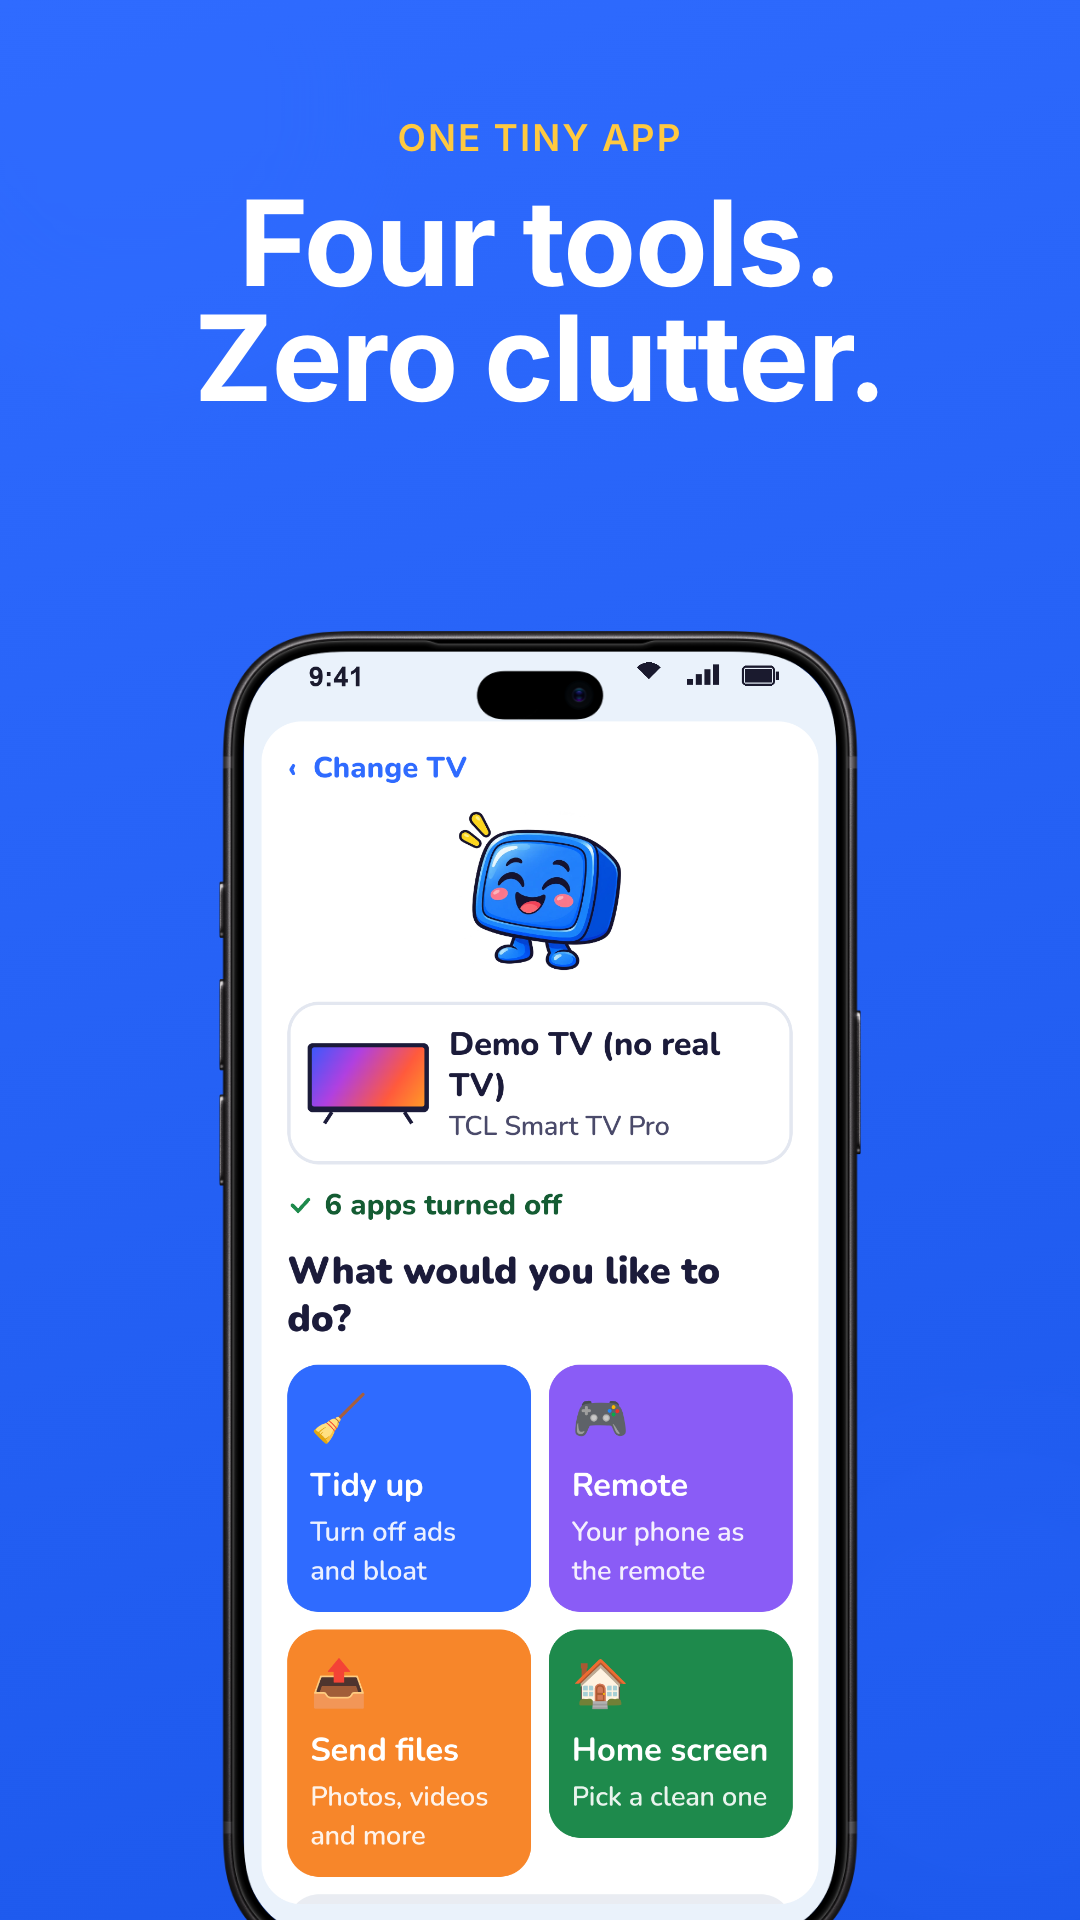 ONE TINY APP
Four tools.
Zero clutter.
9:41
‹ Change TV
Demo TV (no real
TV)
TCL Smart TV Pro
✓ 6 apps turned off
What would you like to
do?
Tidy up
Turn off ads
and bloat
Remote
Your phone as
the remote
Send files
Photos, videos
and more
Home screen
Pick a clean one